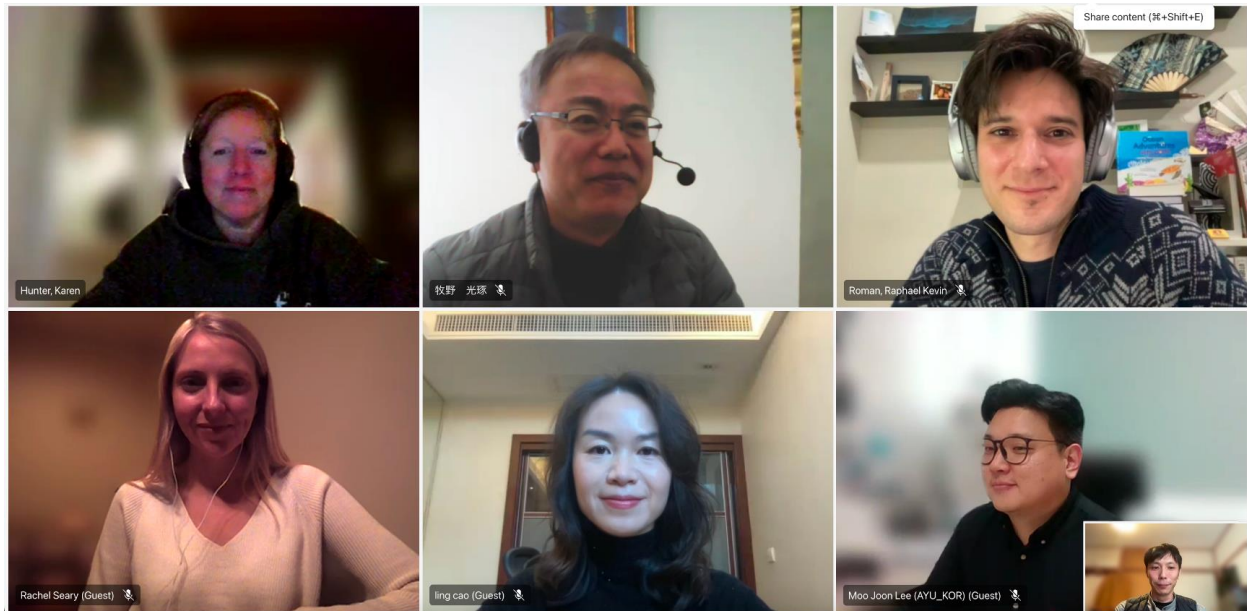 Share content (⌘+Shift+E)
Hunter, Karen
牧野　光琢
Roman, Raphael Kevin
Rachel Seary (Guest)
ling cao (Guest)
Moo Joon Lee (AYU_KOR) (Guest)